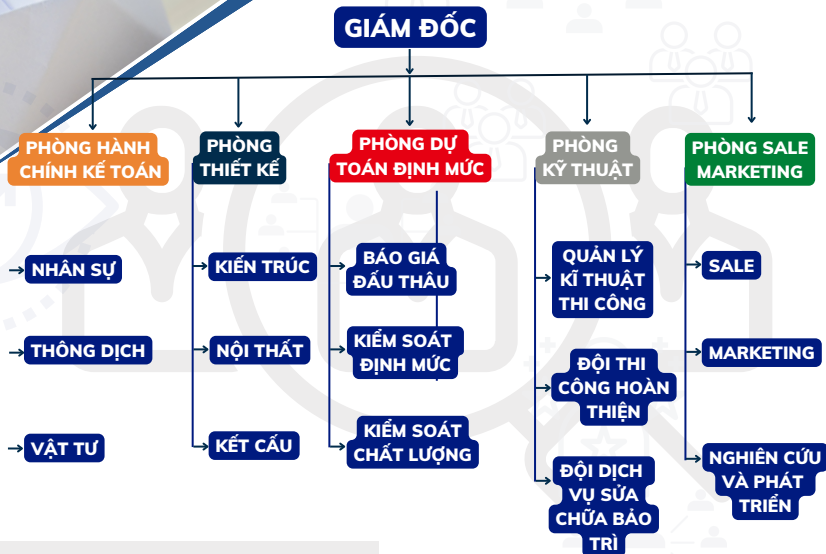 GIÁM ĐỐC
PHÒNG HÀNH
CHÍNH KẾ TOÁN
PHÒNG
THIẾT KẾ
PHÒNG DỰ
TOÁN ĐỊNH MỨC
PHÒNG
KỸ THUẬT
PHÒNG SALE
MARKETING
NHÂN SỰ
THÔNG DỊCH
VẬT TƯ
KIẾN TRÚC
NỘI THẤT
KẾT CẤU
BÁO GIÁ
ĐẤU THÂU
KIỂM SOÁT
ĐỊNH MỨC
KIỂM SOÁT
CHẤT LƯỢNG
QUẢN LÝ
KĨ THUẬT
THI CÔNG
ĐỘI THI
CÔNG HOÀN
THIỆN
ĐỘI DỊCH
VỤ SỬA
CHỮA BẢO
TRÌ
SALE
MARKETING
NGHIÊN CỨU
VÀ PHÁT
TRIỂN